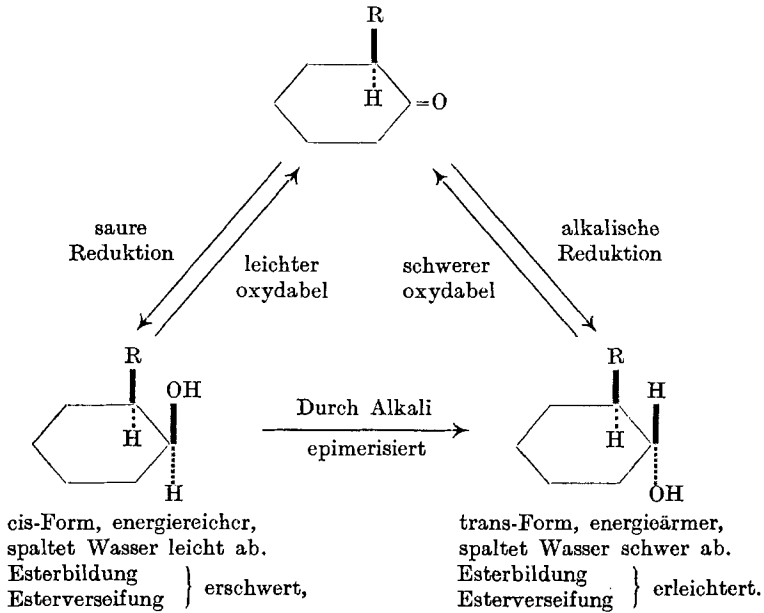 R
H
=O
saure
Reduktion
leichter
oxydabel
schwerer
oxydabel
alkalische
Reduktion
R
OH
H
H
Durch Alkali
epimerisiert
R
H
H
OH
cis-Form, energiereicher,
spaltet Wasser leicht ab.
Esterbildung
Esterverseifung } erschwert,
trans-Form, energieärmer,
spaltet Wasser schwer ab.
Esterbildung
Esterverseifung } erleichtert.